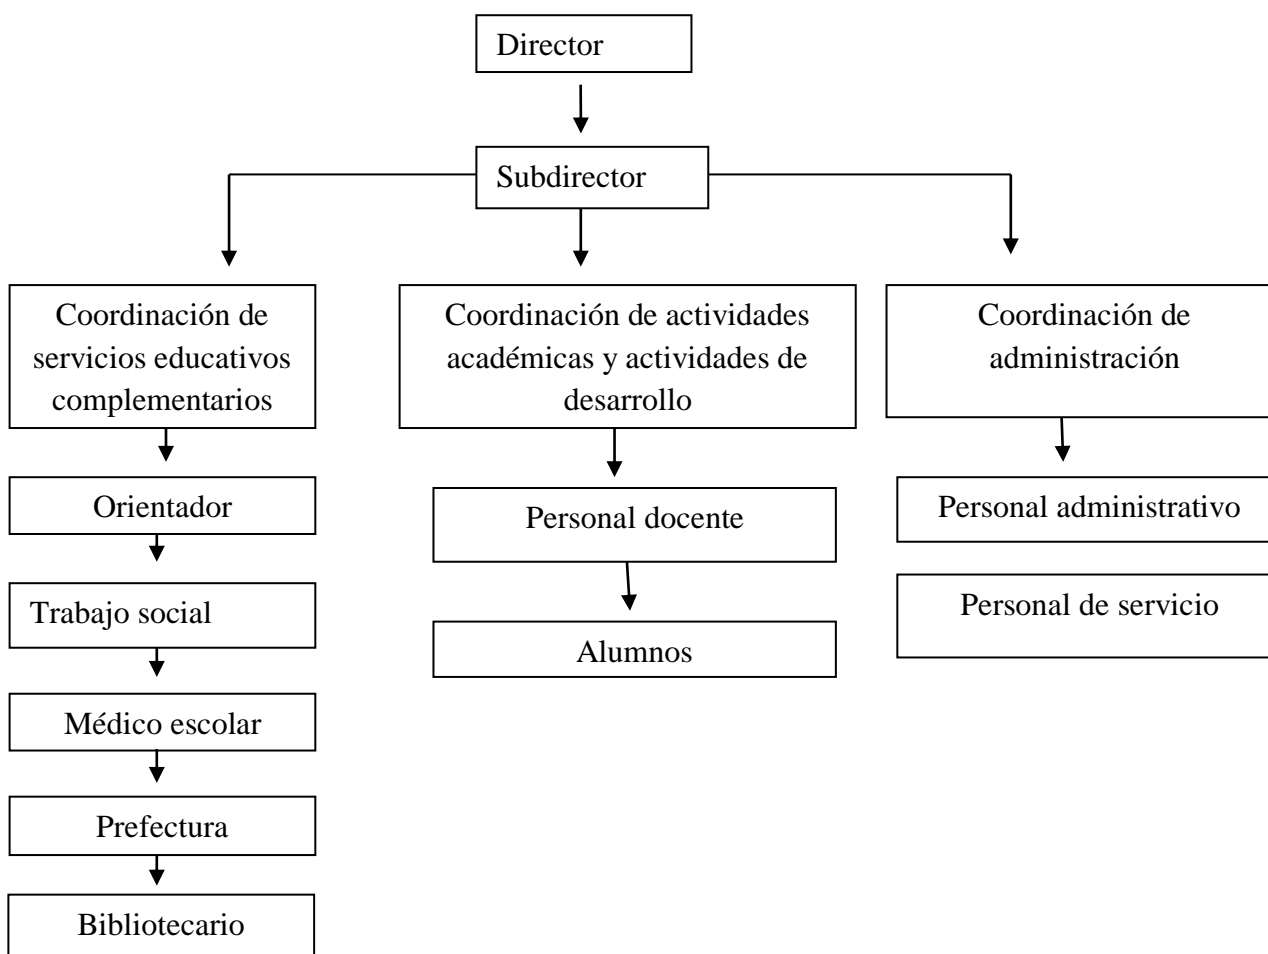 Director
Subdirector
Coordinación de
servicios educativos
complementarios
Coordinación de actividades
académicas y actividades de
desarrollo
Coordinación de
administración
Orientador
Personal docente
Personal administrativo
Trabajo social
Alumnos
Personal de servicio
Médico escolar
Prefectura
Bibliotecario